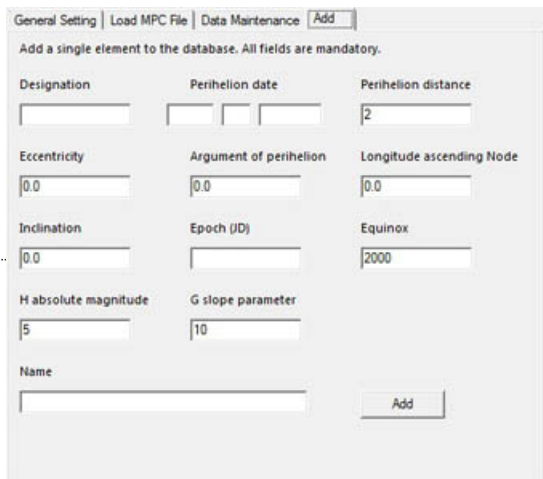 General Setting Load MPC File Data Maintenance Add
Add a single element to the database. All fields are mandatory.
Designation Perihelion date Perihelion distance
2
Eccentricity Argument of perihelion Longitude ascending Node
0.0 0.0 0.0
Inclination Epoch (JD) Equinox
..0.0 2000
H absolute magnitude G slope parameter
5 10
Name
Add